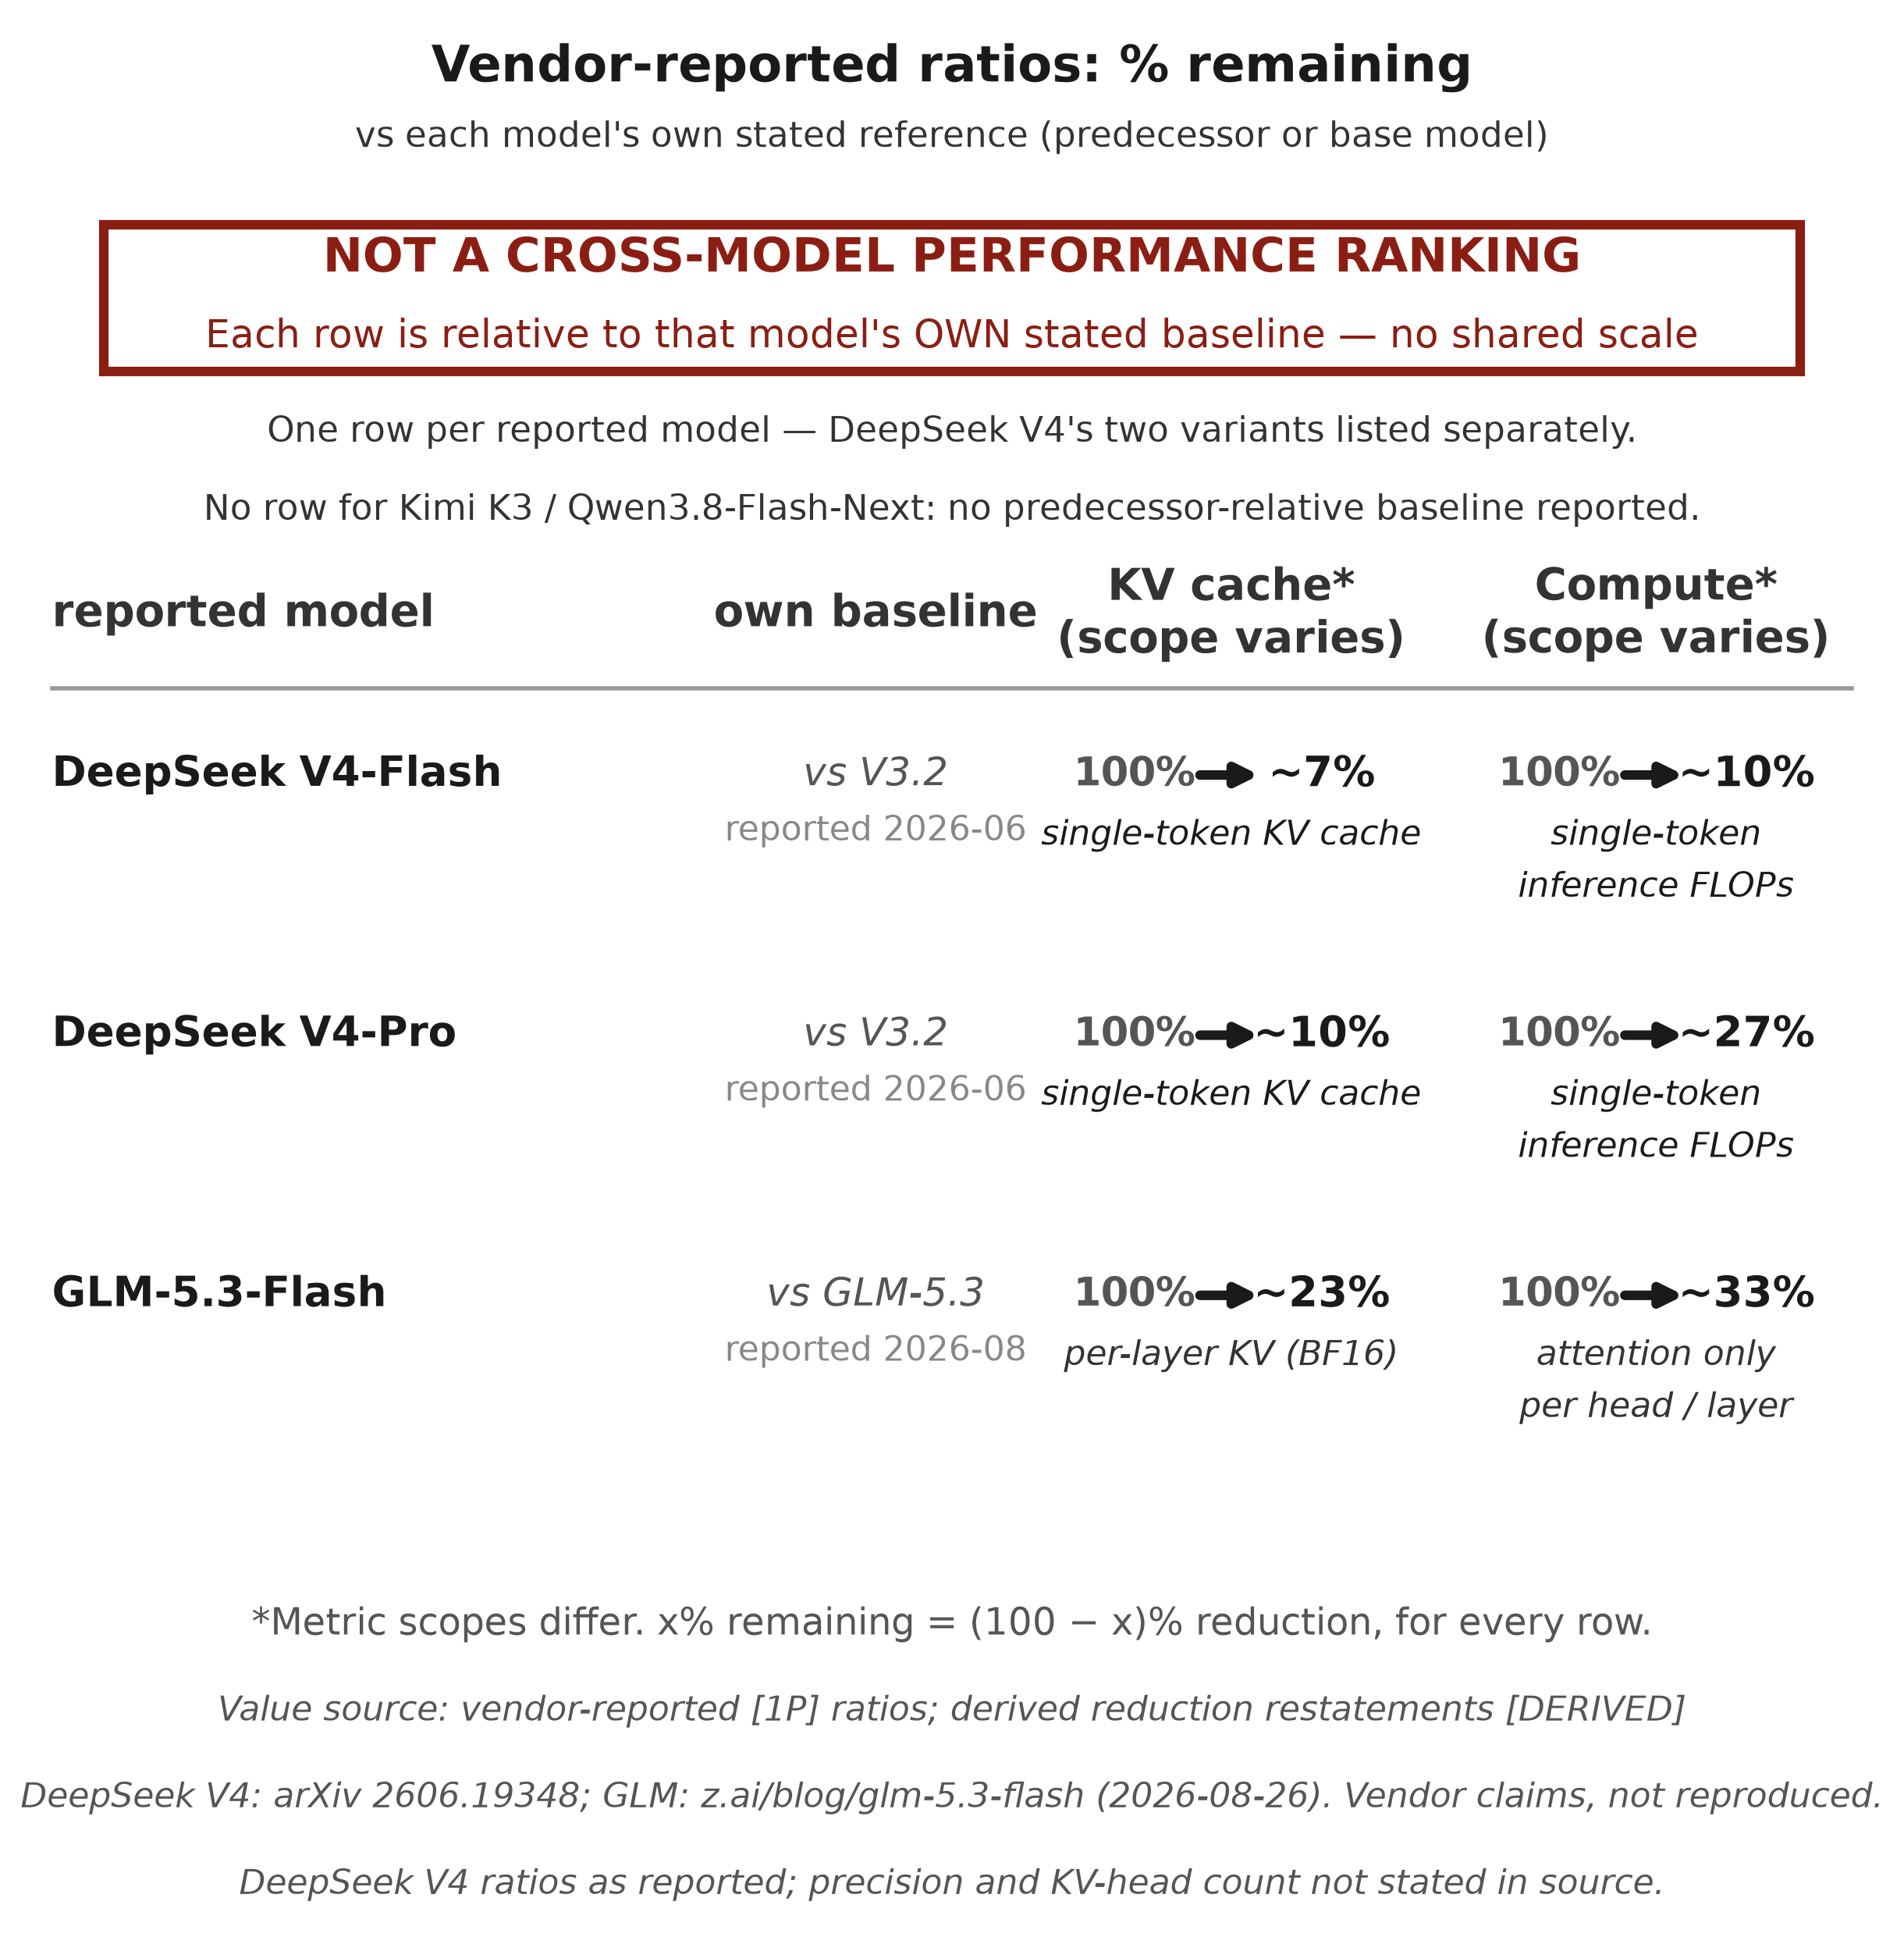 Vendor-reported ratios: % remaining
vs each model's own stated reference (predecessor or base model)
NOT A CROSS-MODEL PERFORMANCE RANKING
Each row is relative to that model's OWN stated baseline — no shared scale
One row per reported model — DeepSeek V4's two variants listed separately.
No row for Kimi K3 / Qwen3.8-Flash-Next: no predecessor-relative baseline reported.
reported model own baseline KV cache* (scope varies) Compute* (scope varies)
DeepSeek V4-Flash vs V3.2 100% ~7% 100% ~10%
reported 2026-06 single-token KV cache single-token
inference FLOPs
DeepSeek V4-Pro vs V3.2 100% ~10% 100% ~27%
reported 2026-06 single-token KV cache single-token
inference FLOPs
GLM-5.3-Flash vs GLM-5.3 100% ~23% 100% ~33%
reported 2026-08 per-layer KV (BF16) attention only
per head / layer
*Metric scopes differ. x% remaining = (100 − x)% reduction, for every row.
Value source: vendor-reported [1P] ratios; derived reduction restatements [DERIVED]
DeepSeek V4: arXiv 2606.19348; GLM: z.ai/blog/glm-5.3-flash (2026-08-26). Vendor claims, not reproduced.
DeepSeek V4 ratios as reported; precision and KV-head count not stated in source.